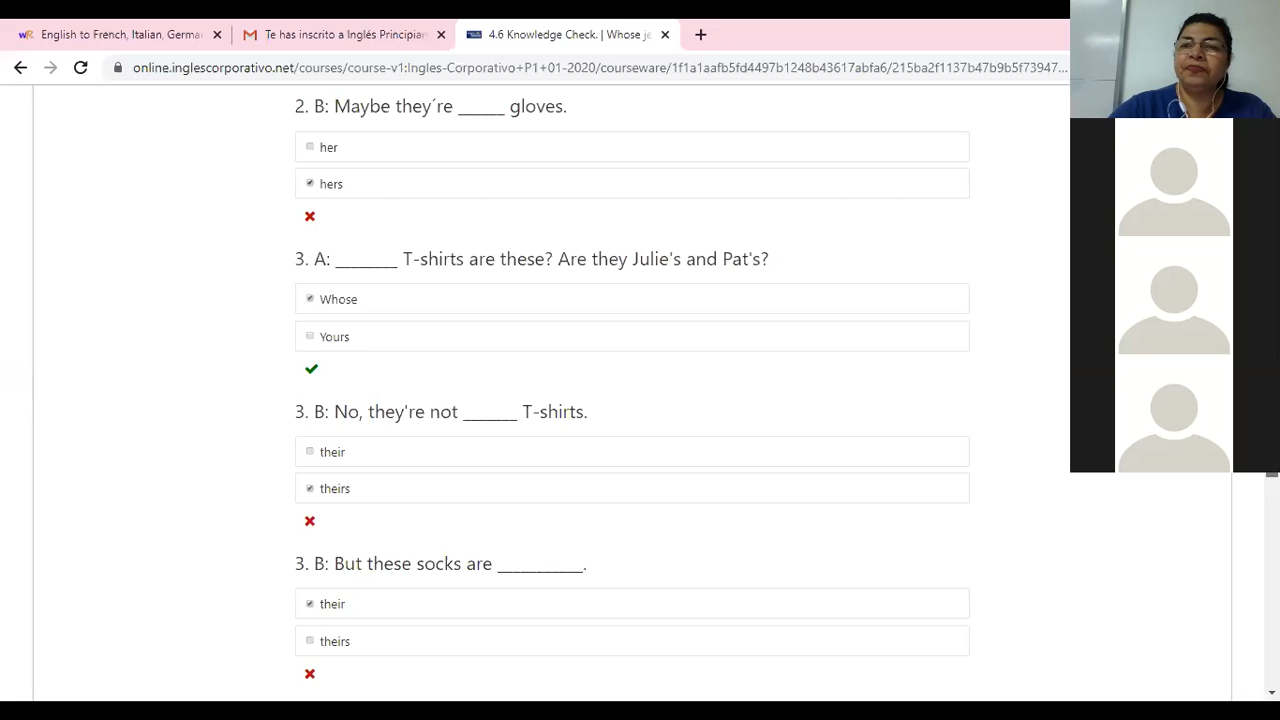 English to French, Italian, Germa
Te has inscrito a Inglés Principian
4.6 Knowledge Check. | Whose je
online.inglescorporativo.net/courses/course-v1:Ingles-Corporativo+P1+01-2020/courseware/1f1a1aafb5fd4497b1248b43617abfa6/215ba2f1137b47b9b5f73947...
2. B: Maybe they´re _____ gloves.
her
hers
3. A: _______ T-shirts are these? Are they Julie's and Pat's?
Whose
Yours
3. B: No, they're not ______ T-shirts.
their
theirs
3. B: But these socks are __________.
their
theirs